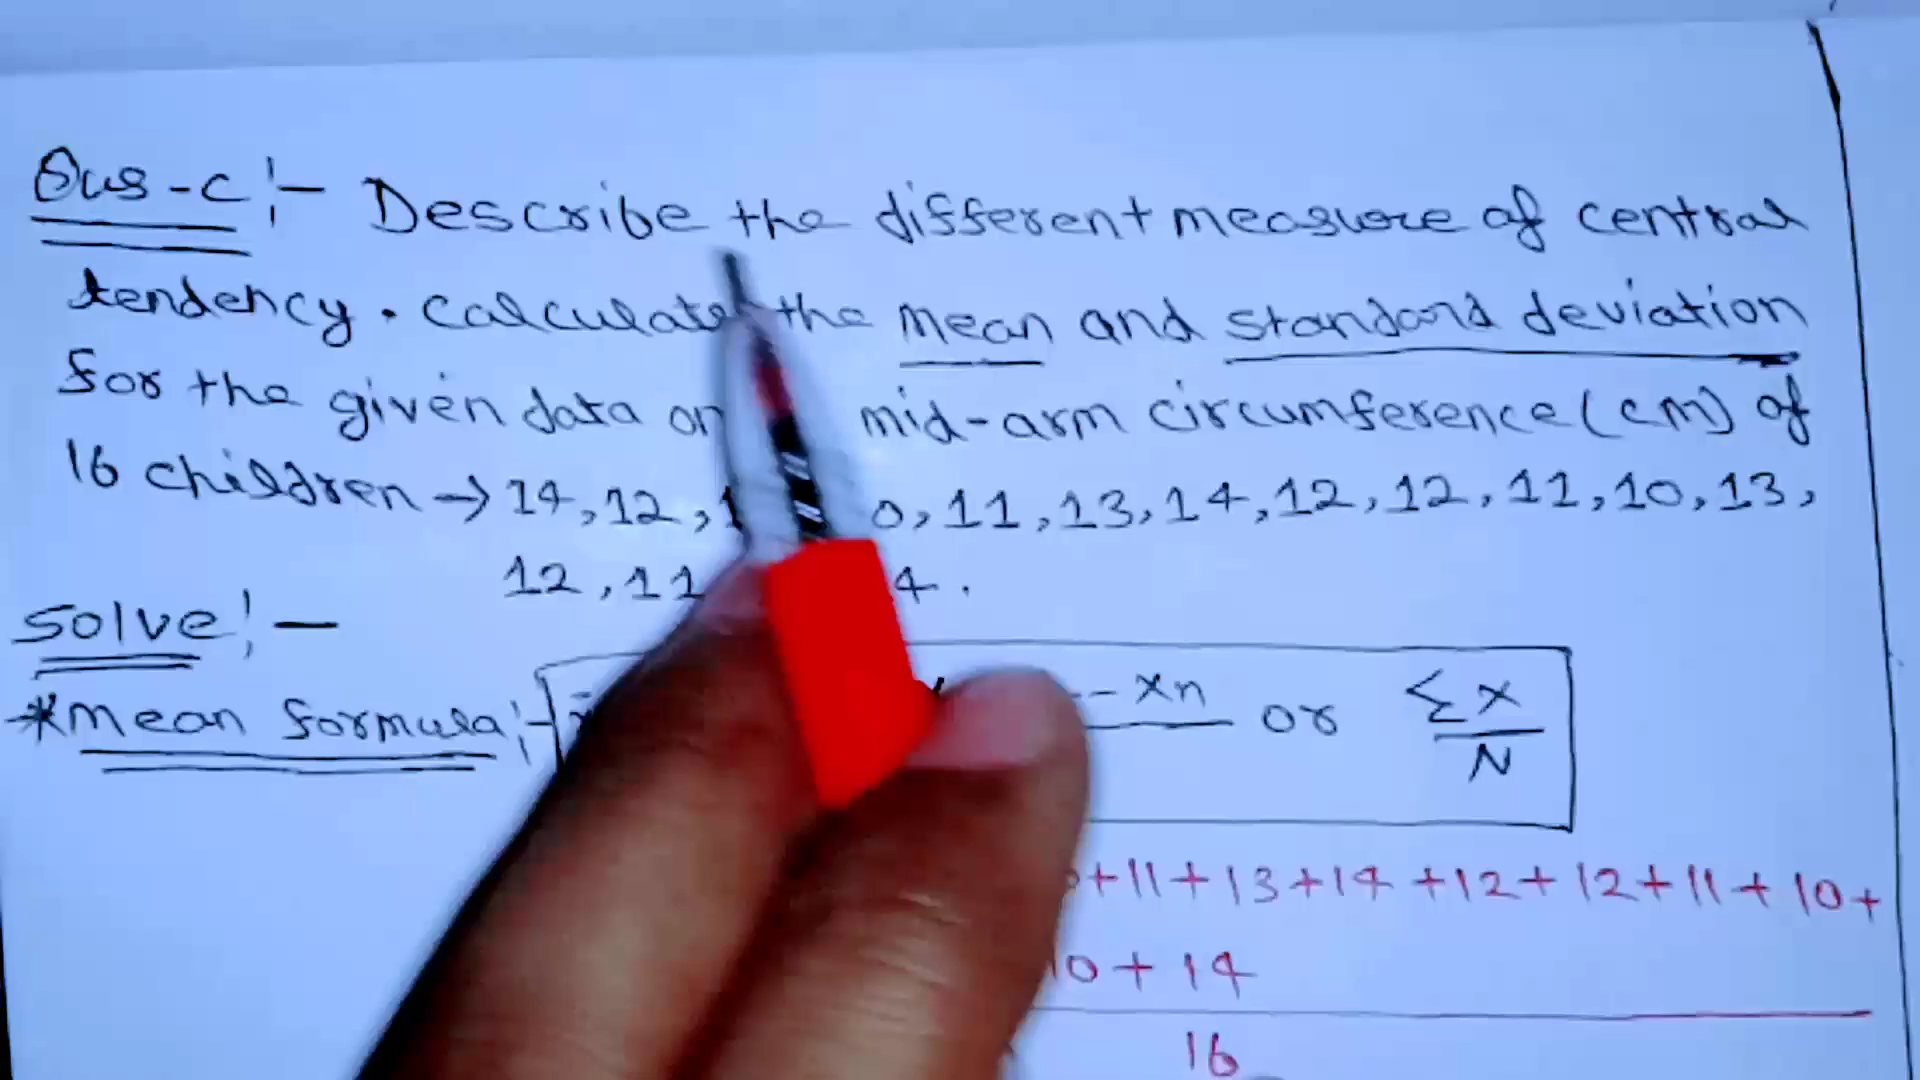 Qus-c:- Describe the different measure of central
tendency. calculate the mean and standard deviation
for the given data on mid-arm circumference (cm) of
16 children → 14, 12, 11, 13, 14, 12, 12, 11, 10, 13,
12, 11
solve:-
*mean formula:- -- xn or Σx
N
+11+13+14+12+12+11+10+
10+14
16